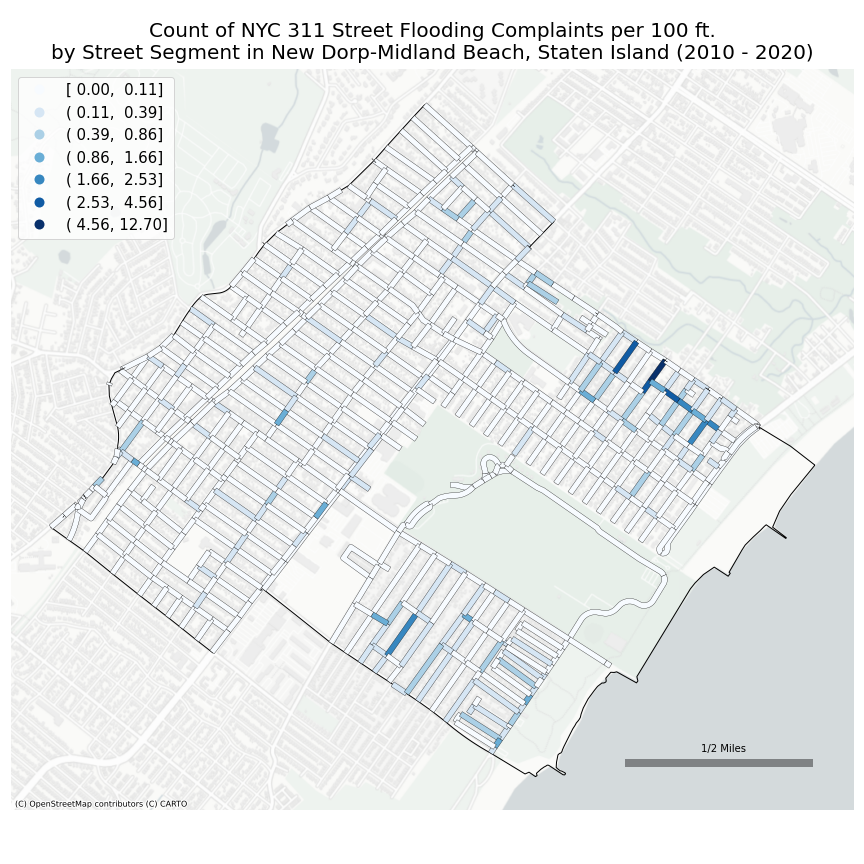 Count of NYC 311 Street Flooding Complaints per 100 ft.
by Street Segment in New Dorp-Midland Beach, Staten Island (2010 - 2020)
[ 0.00,  0.11]
( 0.11,  0.39]
( 0.39,  0.86]
( 0.86,  1.66]
( 1.66,  2.53]
( 2.53,  4.56]
( 4.56, 12.70]
1/2 Miles
(C) OpenStreetMap contributors (C) CARTO